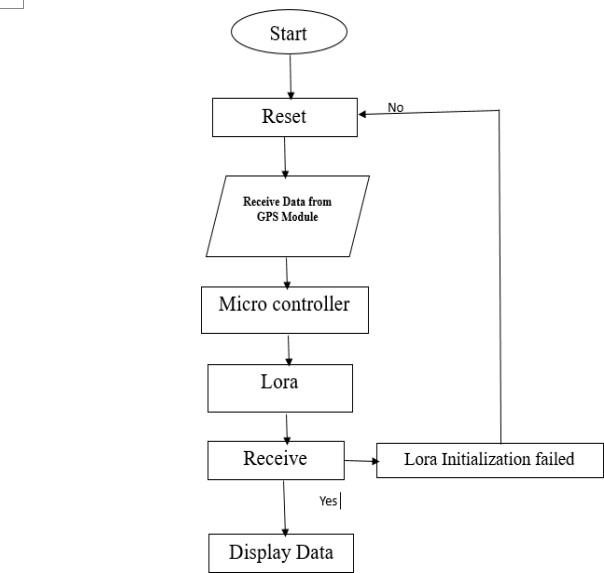 Start
Reset
No
Receive Data from
GPS Module
Micro controller
Lora
Receive
Lora Initialization failed
Yes
Display Data